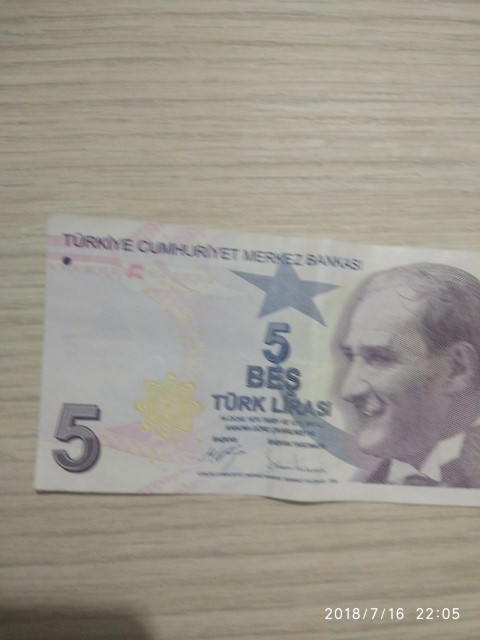 TÜRKİYE CUMHURİYET MERKEZ BANKASI
5
BEŞ
TÜRK LİRASI
5
2018/7/16 22:05